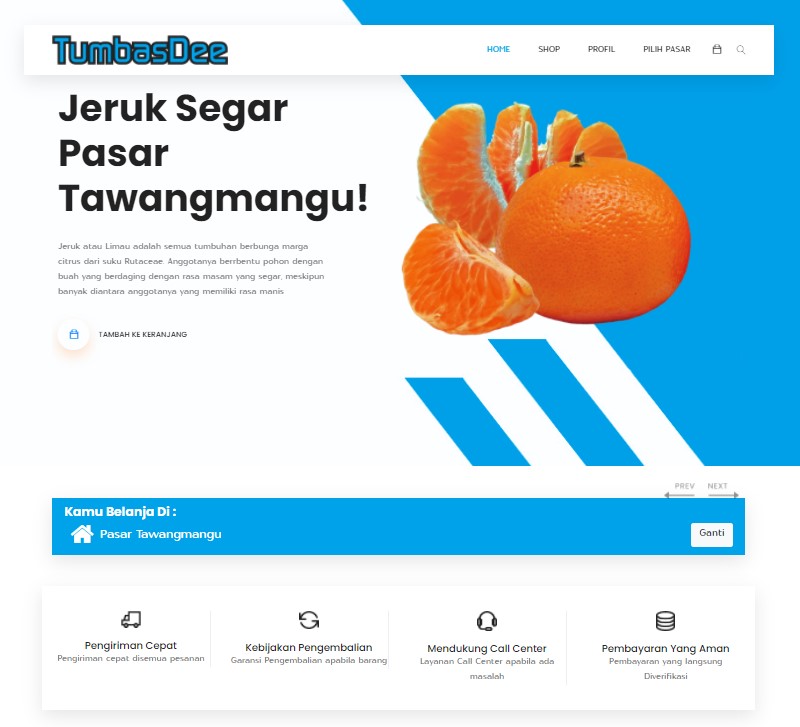 TumbasDee
HOME SHOP PROFIL PILIH PASAR
Jeruk Segar
Pasar
Tawangmangu!
Jeruk atau Limau adalah semua tumbuhan berbunga marga
citrus dari suku Rutaceae. Anggotanya berrbentu pohon dengan
buah yang berdaging dengan rasa masam yang segar, meskipun
banyak diantara anggotanya yang memiliki rasa manis
TAMBAH KE KERANJANG
PREV NEXT
Kamu Belanja Di :
Pasar Tawangmangu
Ganti
Pengiriman Cepat
Pengiriman cepat disemua pesanan
Kebijakan Pengembalian
Garansi Pengembalian apabila barang
Mendukung Call Center
Layanan Call Center apabila ada
masalah
Pembayaran Yang Aman
Pembayaran yang langsung
Diverifikasi